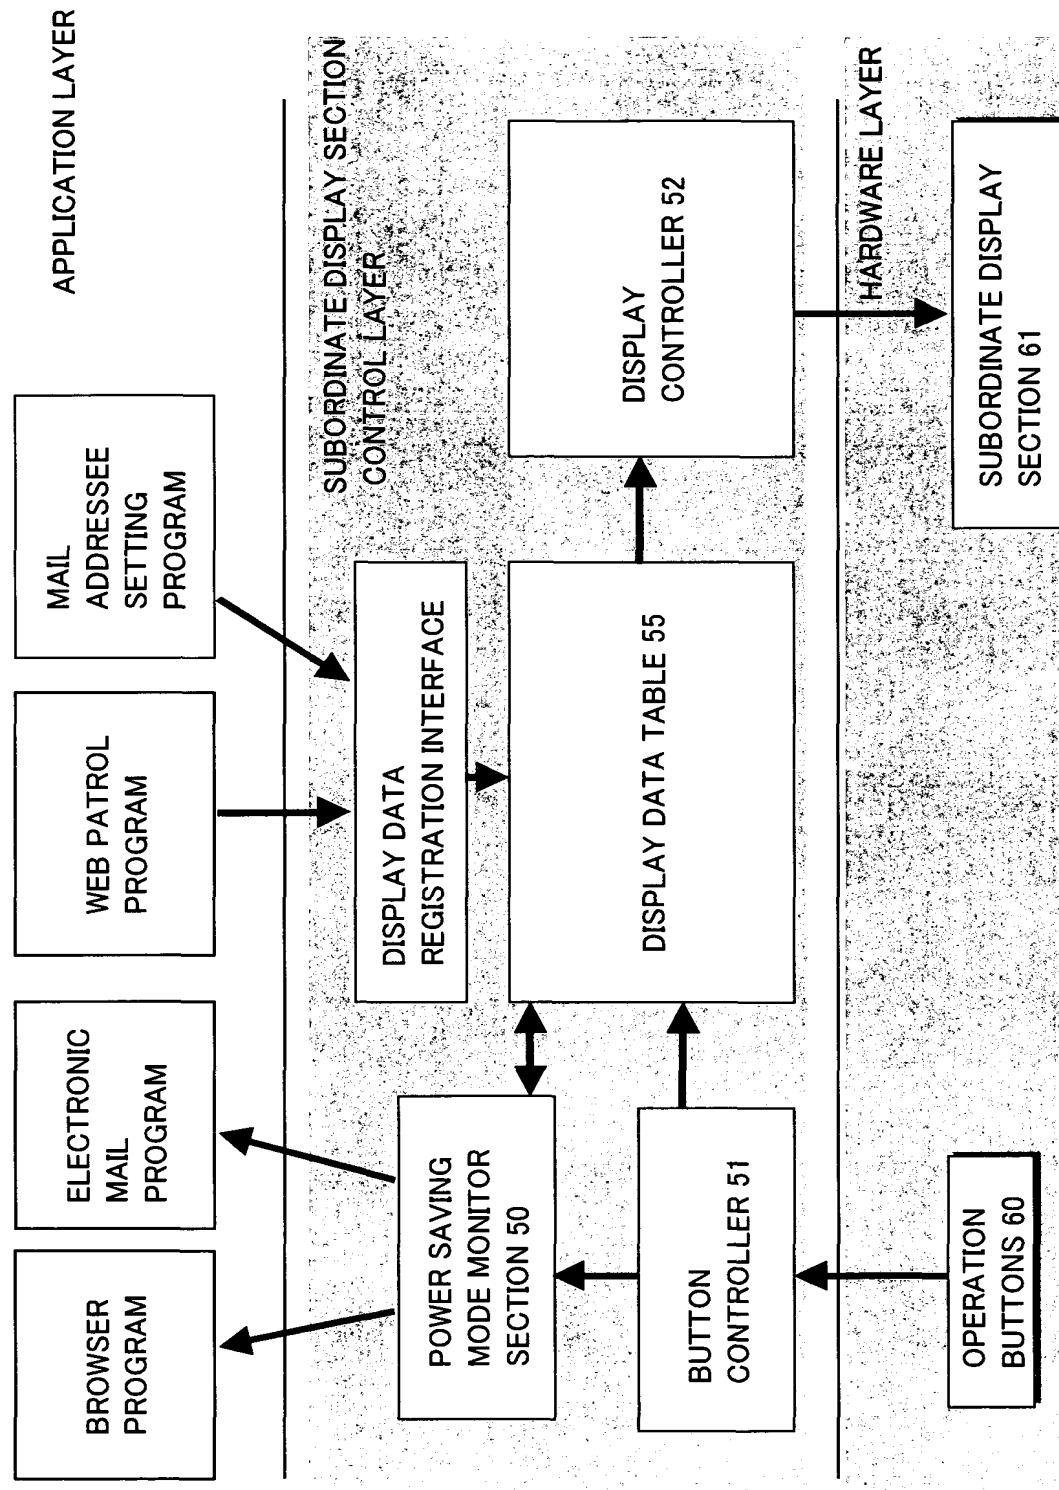 APPLICATION LAYER
BROWSER
PROGRAM
ELECTRONIC
MAIL
PROGRAM
WEB PATROL
PROGRAM
MAIL
ADDRESSEE
SETTING
PROGRAM
SUBORDINATE DISPLAY SECTION
CONTROL LAYER
POWER SAVING
MODE MONITOR
SECTION 50
DISPLAY DATA
REGISTRATION INTERFACE
BUTTON
CONTROLLER 51
DISPLAY DATA TABLE 55
DISPLAY
CONTROLLER 52
HARDWARE LAYER
OPERATION
BUTTONS 60
SUBORDINATE DISPLAY
SECTION 61